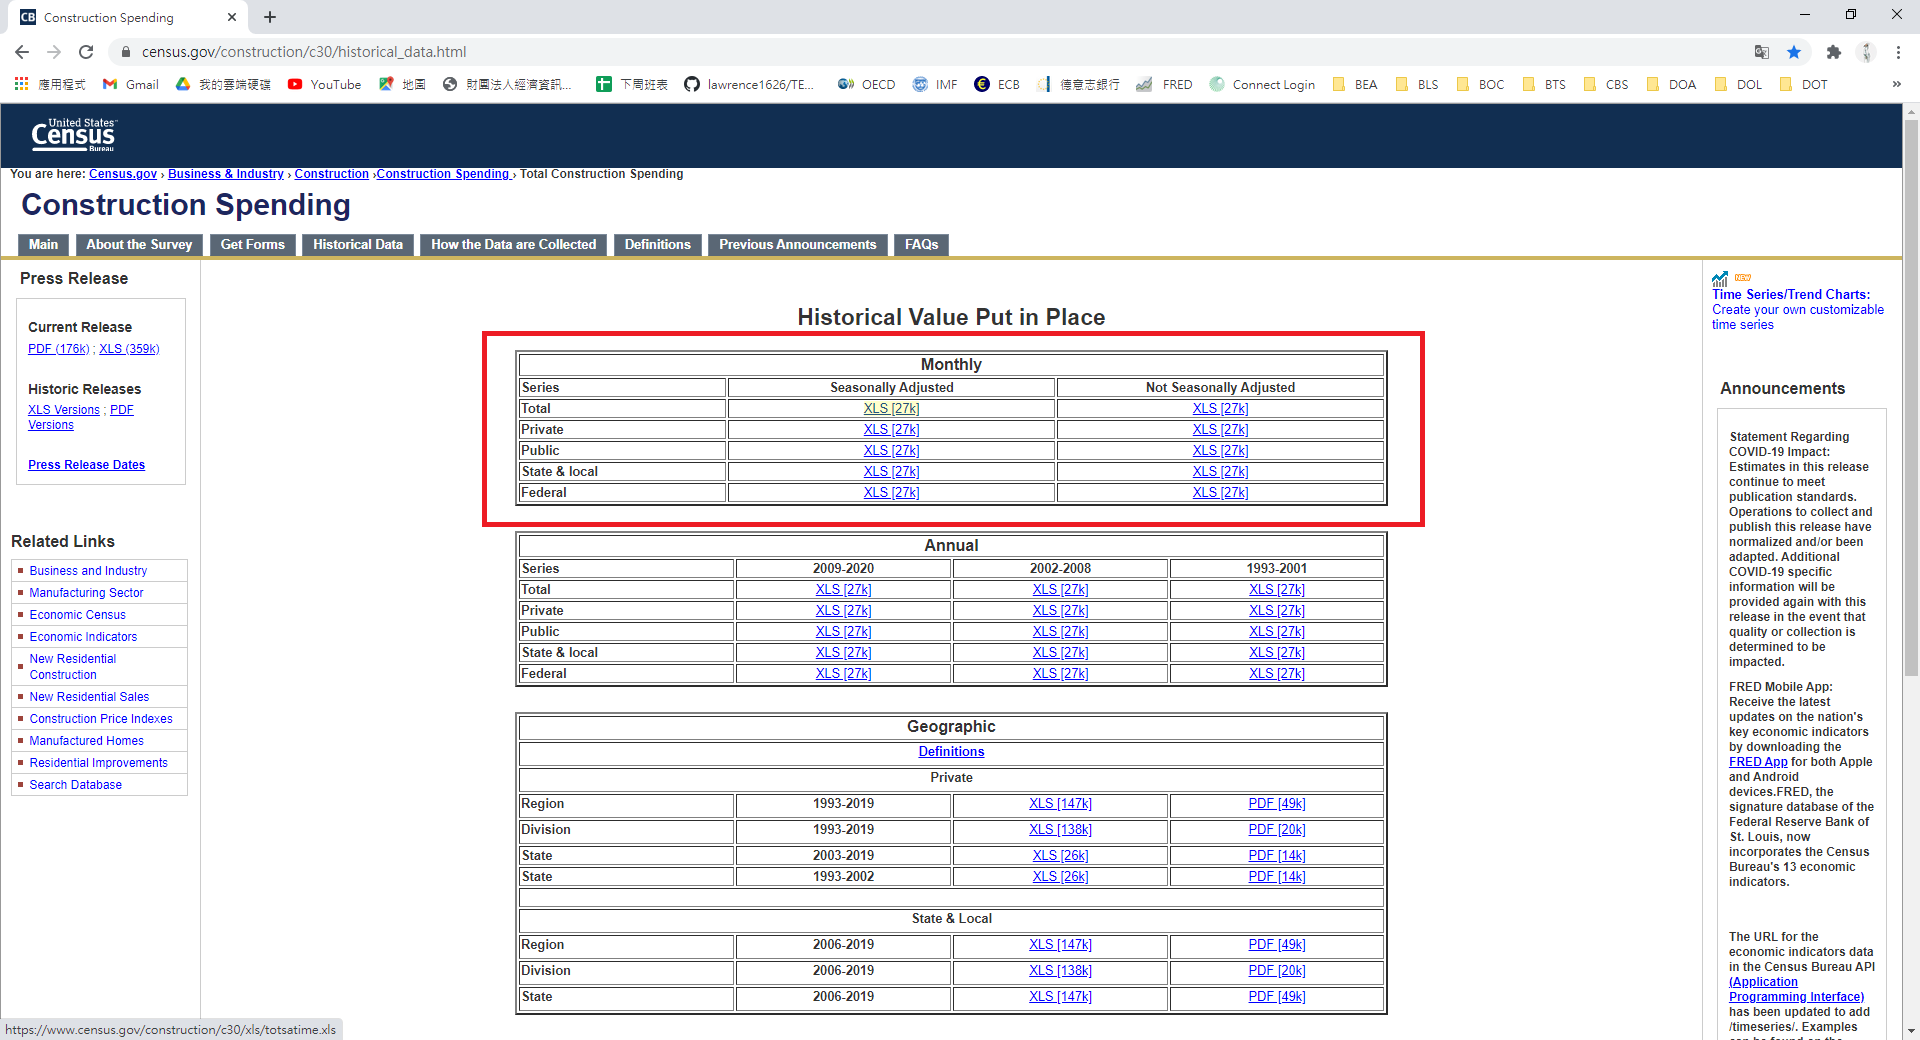 Construction Spending
census.gov/construction/c30/historical_data.html
應用程式 Gmail 我的雲端硬碟 YouTube 地圖 財團法人經濟資訊... 下周班表 lawrence1626/TE... OECD IMF ECB 德意志銀行 FRED Connect Login BEA BLS BOC BTS CBS DOA DOL DOT »
United States™
Census
Bureau
You are here: Census.gov › Business & Industry › Construction ›Construction Spending › Total Construction Spending
Construction Spending
Main About the Survey Get Forms Historical Data How the Data are Collected Definitions Previous Announcements FAQs
Press Release
Current Release
PDF (176k) ; XLS (359k)
Historic Releases
XLS Versions ; PDF
Versions
Press Release Dates
Related Links
Business and Industry
Manufacturing Sector
Economic Census
Economic Indicators
New Residential
Construction
New Residential Sales
Construction Price Indexes
Manufactured Homes
Residential Improvements
Search Database
Historical Value Put in Place
Monthly
Series Seasonally Adjusted Not Seasonally Adjusted
Total XLS [27k] XLS [27k]
Private XLS [27k] XLS [27k]
Public XLS [27k] XLS [27k]
State & local XLS [27k] XLS [27k]
Federal XLS [27k] XLS [27k]
Annual
Series 2009-2020 2002-2008 1993-2001
Total XLS [27k] XLS [27k] XLS [27k]
Private XLS [27k] XLS [27k] XLS [27k]
Public XLS [27k] XLS [27k] XLS [27k]
State & local XLS [27k] XLS [27k] XLS [27k]
Federal XLS [27k] XLS [27k] XLS [27k]
Geographic
Definitions
Private
Region 1993-2019 XLS [147k] PDF [49k]
Division 1993-2019 XLS [138k] PDF [20k]
State 2003-2019 XLS [26k] PDF [14k]
State 1993-2002 XLS [26k] PDF [14k]
State & Local
Region 2006-2019 XLS [147k] PDF [49k]
Division 2006-2019 XLS [138k] PDF [20k]
State 2006-2019 XLS [147k] PDF [49k]
NEW
Time Series/Trend Charts:
Create your own customizable
time series
Announcements
Statement Regarding
COVID-19 Impact:
Estimates in this release
continue to meet
publication standards.
Operations to collect and
publish this release have
normalized and/or been
adapted. Additional
COVID-19 specific
information will be
provided again with this
release in the event that
quality or collection is
determined to be
impacted.
FRED Mobile App:
Receive the latest
updates on the nation's
key economic indicators
by downloading the
FRED App for both Apple
and Android
devices.FRED, the
signature database of the
Federal Reserve Bank of
St. Louis, now
incorporates the Census
Bureau's 13 economic
indicators.
The URL for the
economic indicators data
in the Census Bureau API
(Application
Programming Interface)
has been updated to add
/timeseries/. Examples
https://www.census.gov/construction/c30/xls/totsatime.xls